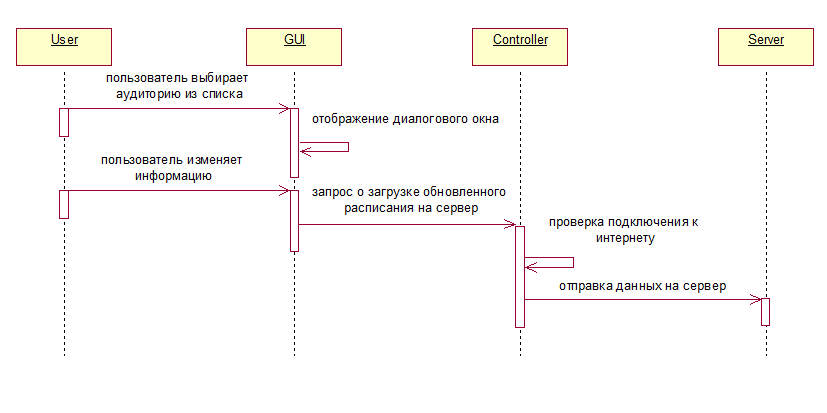 User
GUI
Controller
Server
пользователь выбирает
аудиторию из списка
отображение диалогового окна
пользователь изменяет
информацию
запрос о загрузке обновленного
расписания на сервер
проверка подключения к
интернету
отправка данных на сервер